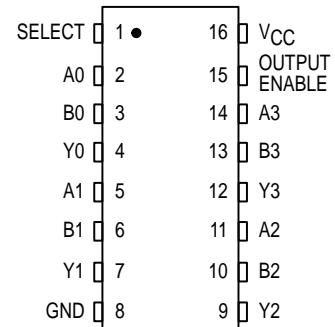 SELECT 1 16 VCC
A0 2 15 OUTPUT ENABLE
B0 3 14 A3
Y0 4 13 B3
A1 5 12 Y3
B1 6 11 A2
Y1 7 10 B2
GND 8 9 Y2